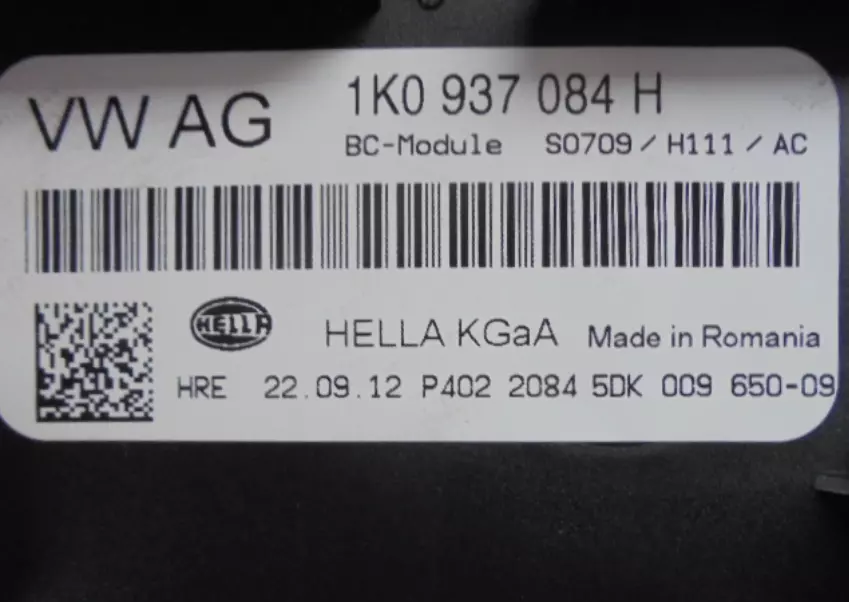 VW AG 1K0 937 084 H
BC-Module S0709 / H111 / AC
HELLA
HELLA KGaA Made in Romania
HRE 22.09.12 P402 2084 5DK 009 650-09